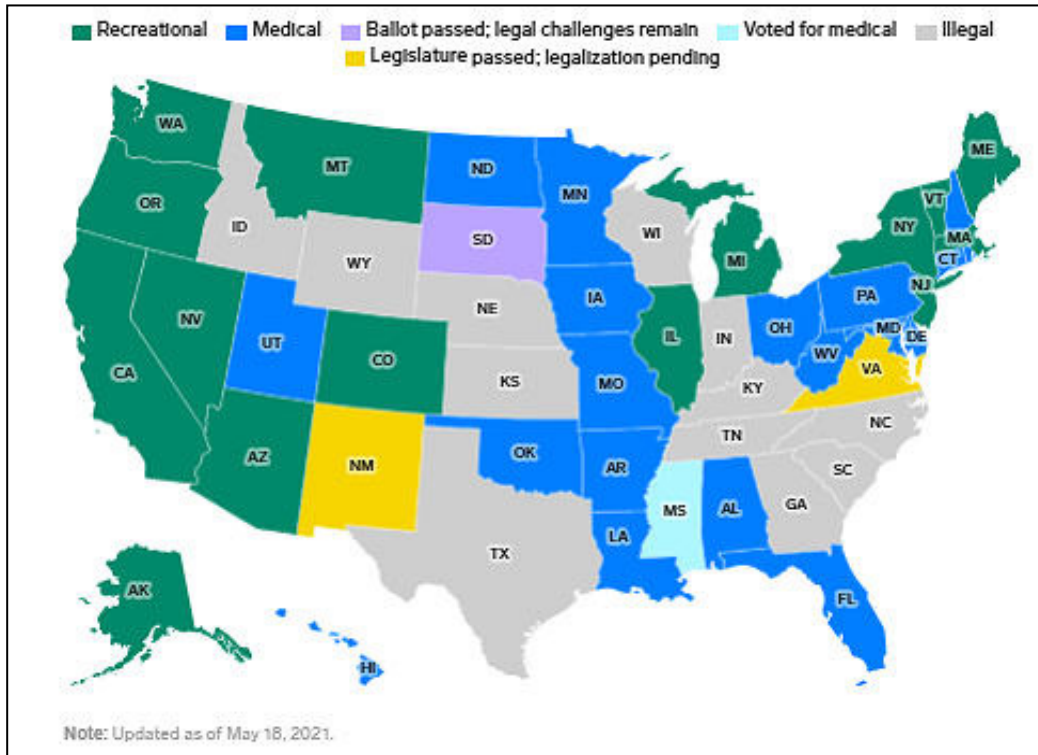 Recreational Medical Ballot passed; legal challenges remain Voted for medical Illegal
Legislature passed; legalization pending
WA
MT
ND
MN
ME
VT
OR
ID
NY
MA
WI
SD
WY
MI
CT
NJ
PA
IA
NE
OH
NV
IL
IN
MD
DE
UT
CO
WV
VA
CA
KS
MO
KY
NC
TN
OK
AZ
NM
AR
SC
MS
AL
GA
LA
TX
AK
FL
HI
Note: Updated as of May 18, 2021.